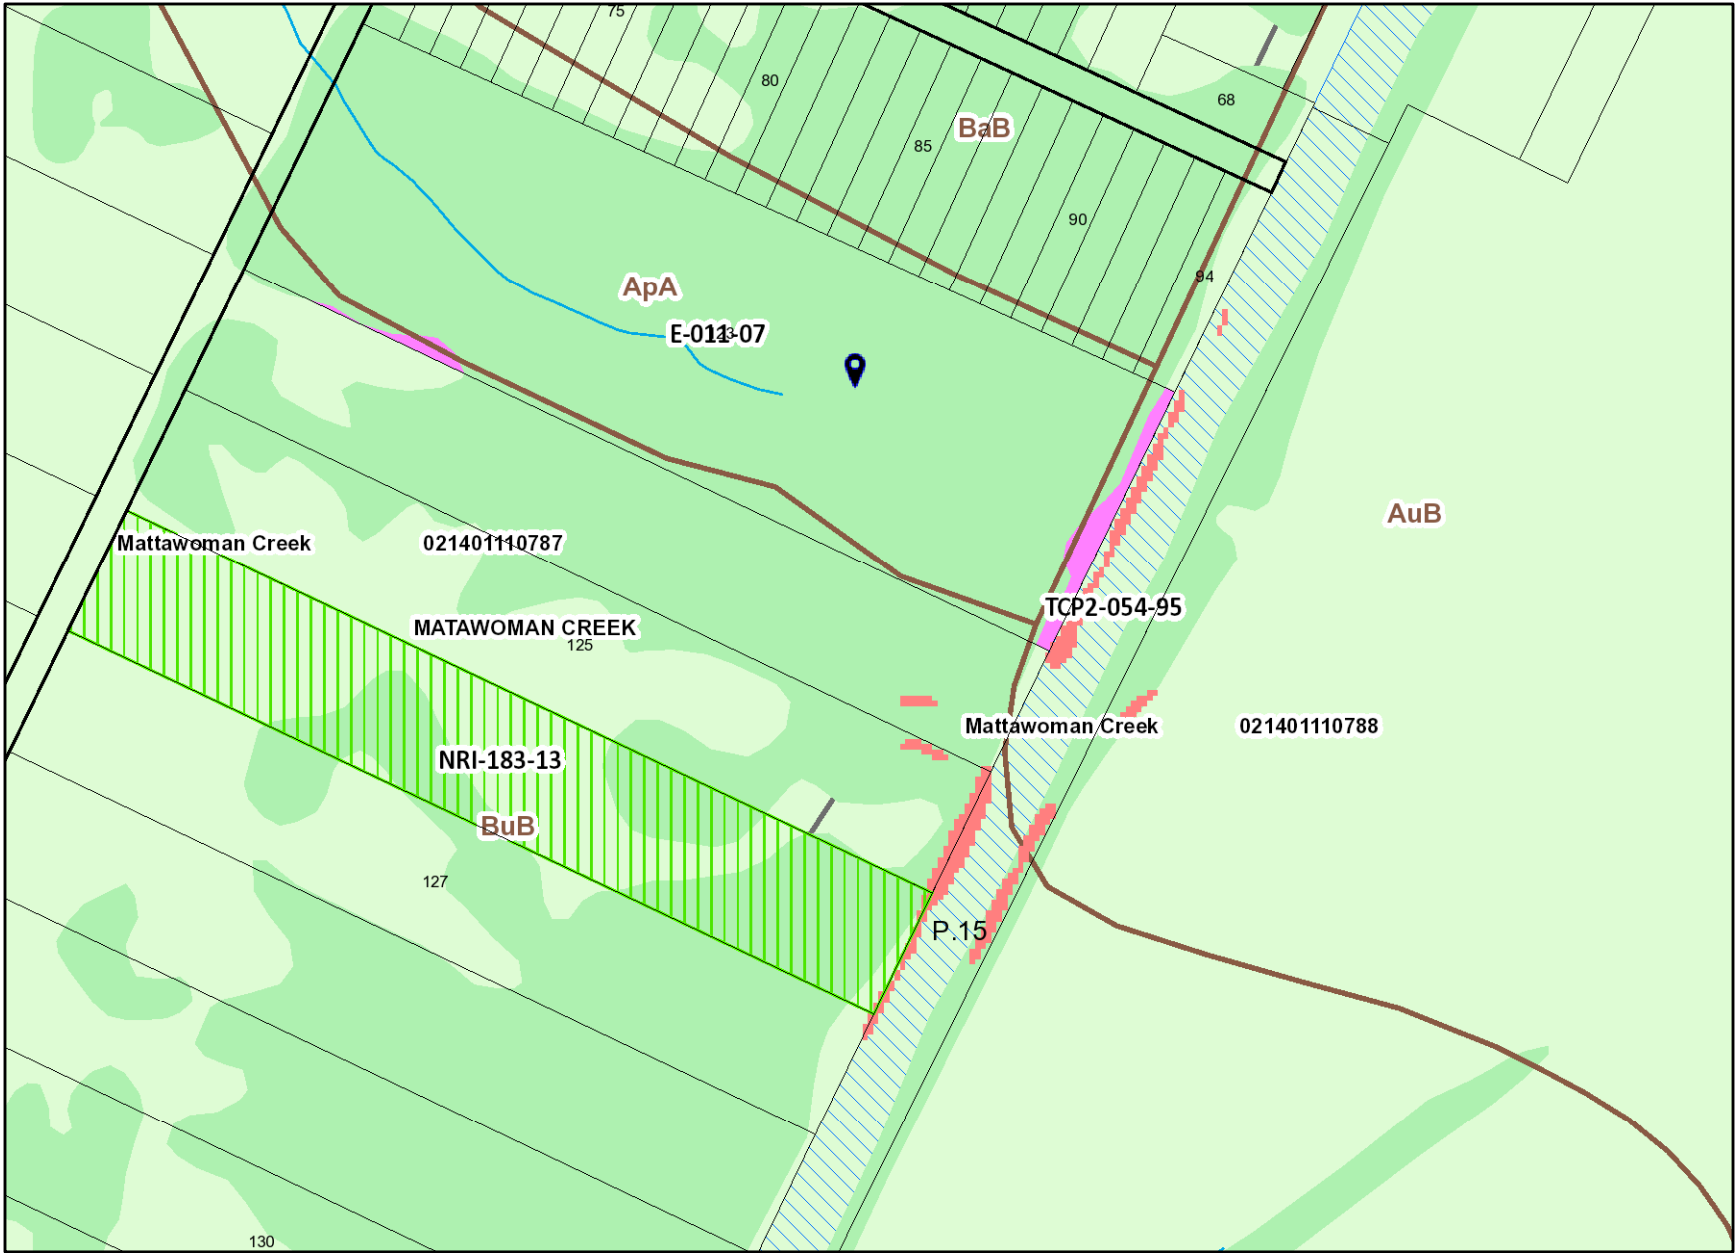 75
80
68
BaB
85
90
94
ApA
E-011-07
AuB
Mattawoman Creek
021401110787
TCP2-054-95
MATAWOMAN CREEK
125
Mattawoman Creek
021401110788
NRI-183-13
BuB
127
P.15
130